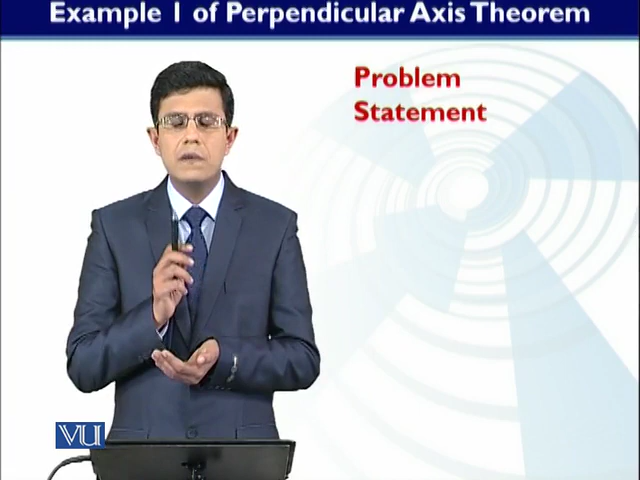 Example 1 of Perpendicular Axis Theorem
Problem
Statement
VU